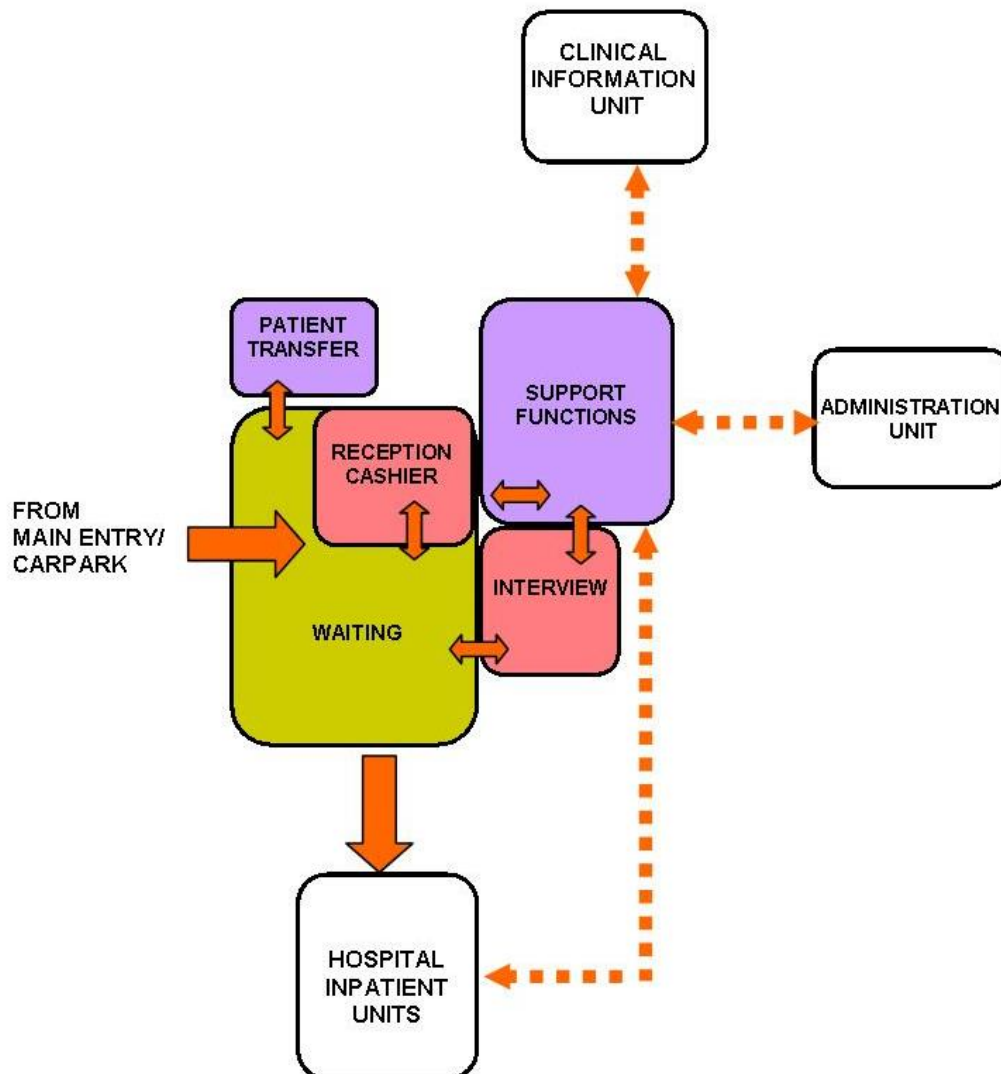 CLINICAL
INFORMATION
UNIT
PATIENT
TRANSFER
SUPPORT
FUNCTIONS
ADMINISTRATION
UNIT
RECEPTION
CASHIER
FROM
MAIN ENTRY/
CARPARK
INTERVIEW
WAITING
HOSPITAL
INPATIENT
UNITS